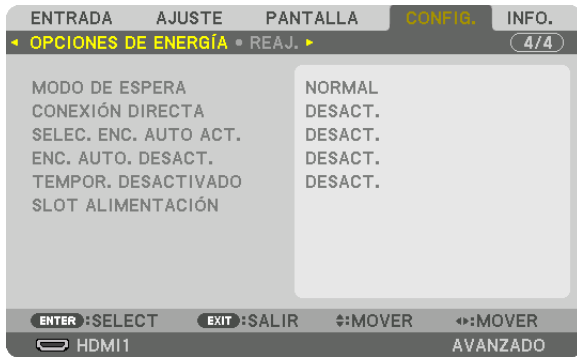 ENTRADA AJUSTE PANTALLA CONFIG. INFO.
OPCIONES DE ENERGÍA • REAJ. 4/4
MODO DE ESPERA NORMAL
CONEXIÓN DIRECTA DESACT.
SELEC. ENC. AUTO ACT. DESACT.
ENC. AUTO. DESACT. DESACT.
TEMPOR. DESACTIVADO DESACT.
SLOT ALIMENTACIÓN
ENTER :SELECT EXIT :SALIR :MOVER :MOVER
HDMI1 AVANZADO